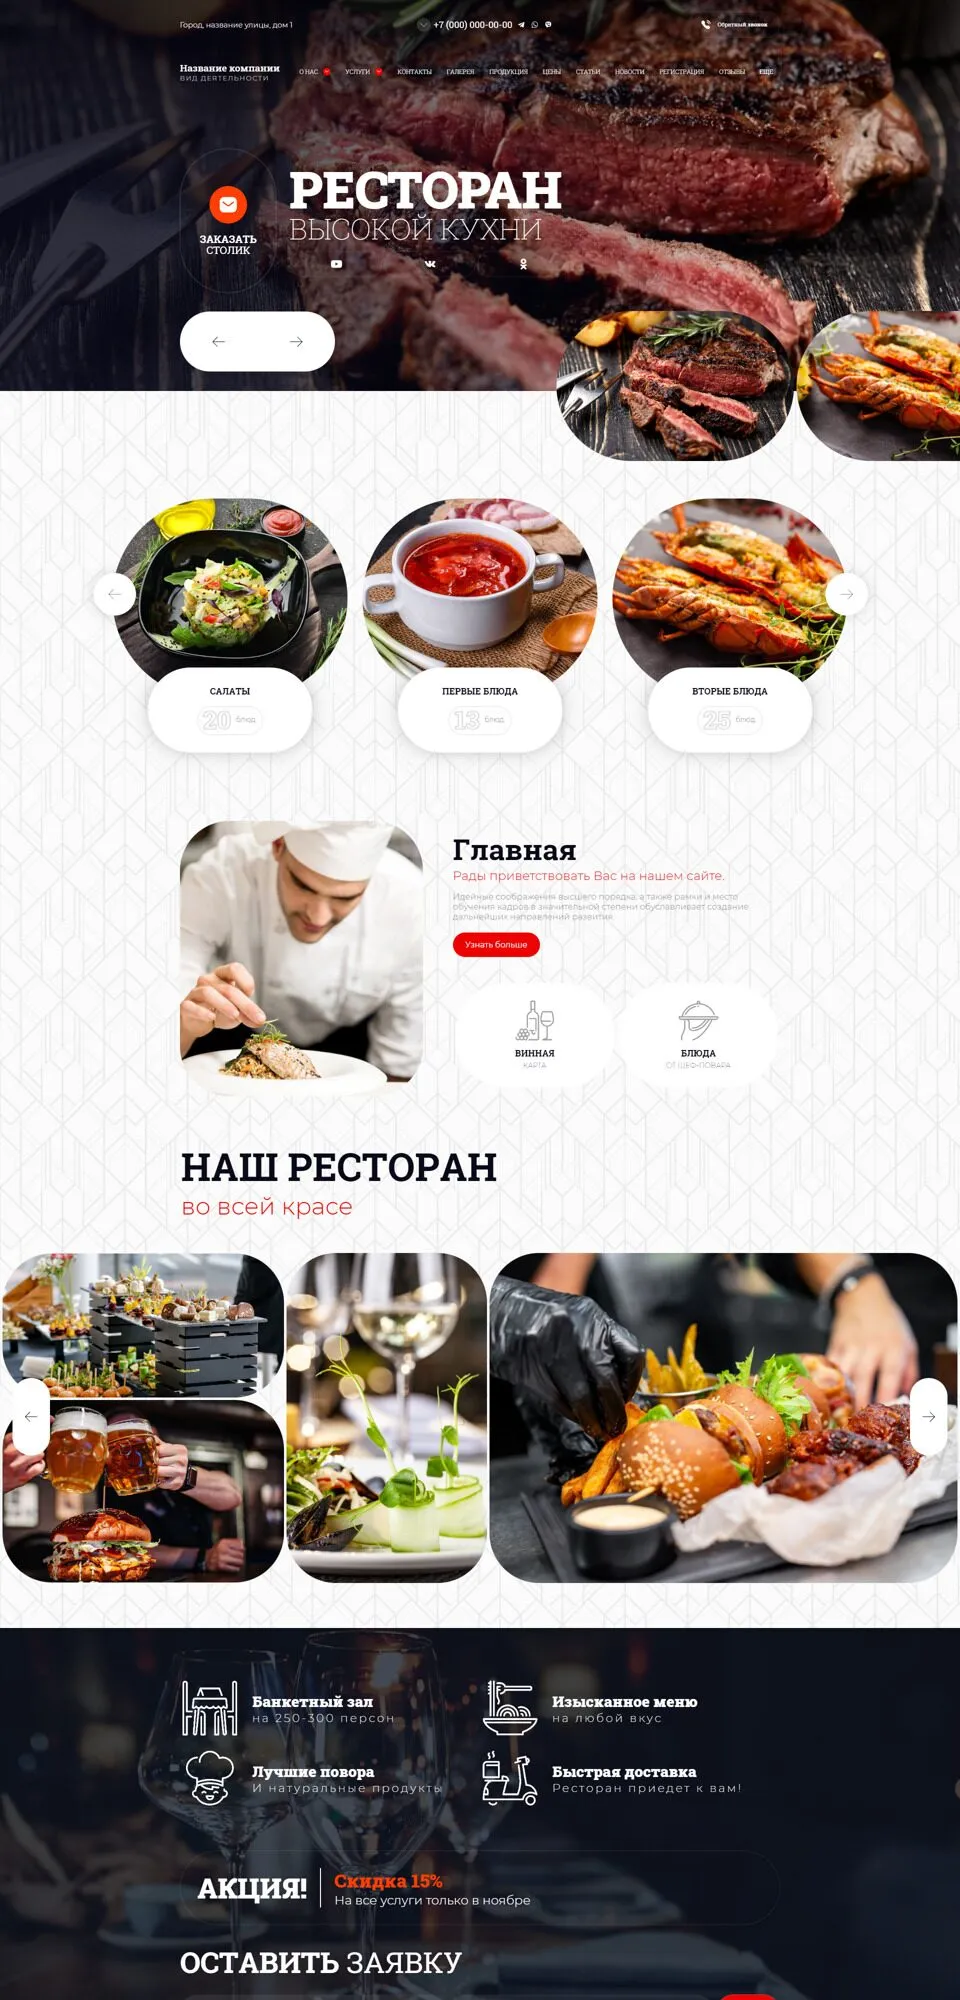 Город, название улицы, дом 1
+7 (000) 000-00-00
Обратный звонок
Название компании
ВИД ДЕЯТЕЛЬНОСТИ
О НАС
УСЛУГИ
КОНТАКТЫ
ГАЛЕРЕЯ
ПРОДУКЦИЯ
ЦЕНЫ
СТАТЬИ
НОВОСТИ
РЕГИСТРАЦИЯ
ОТЗЫВЫ
ЕЩЕ
РЕСТОРАН
ВЫСОКОЙ КУХНИ
ЗАКАЗАТЬ
СТОЛИК
САЛАТЫ
20 блюд
ПЕРВЫЕ БЛЮДА
13 блюд
ВТОРЫЕ БЛЮДА
25 блюд
Главная
Рады приветствовать Вас на нашем сайте.
Идейные соображения высшего порядка, а также рамки и место
обучения кадров в значительной степени обуславливает создание
дальнейших направлений развития
Узнать больше
ВИННАЯ
КАРТА
БЛЮДА
ОТ ШЕФ-ПОВАРА
НАШ РЕСТОРАН
во всей красе
Банкетный зал
на 250-300 персон
Изысканное меню
на любой вкус
Лучшие повора
И натуральные продукты
Быстрая доставка
Ресторан приедет к вам!
АКЦИЯ!
Скидка 15%
На все услуги только в ноябре
ОСТАВИТЬ ЗАЯВКУ